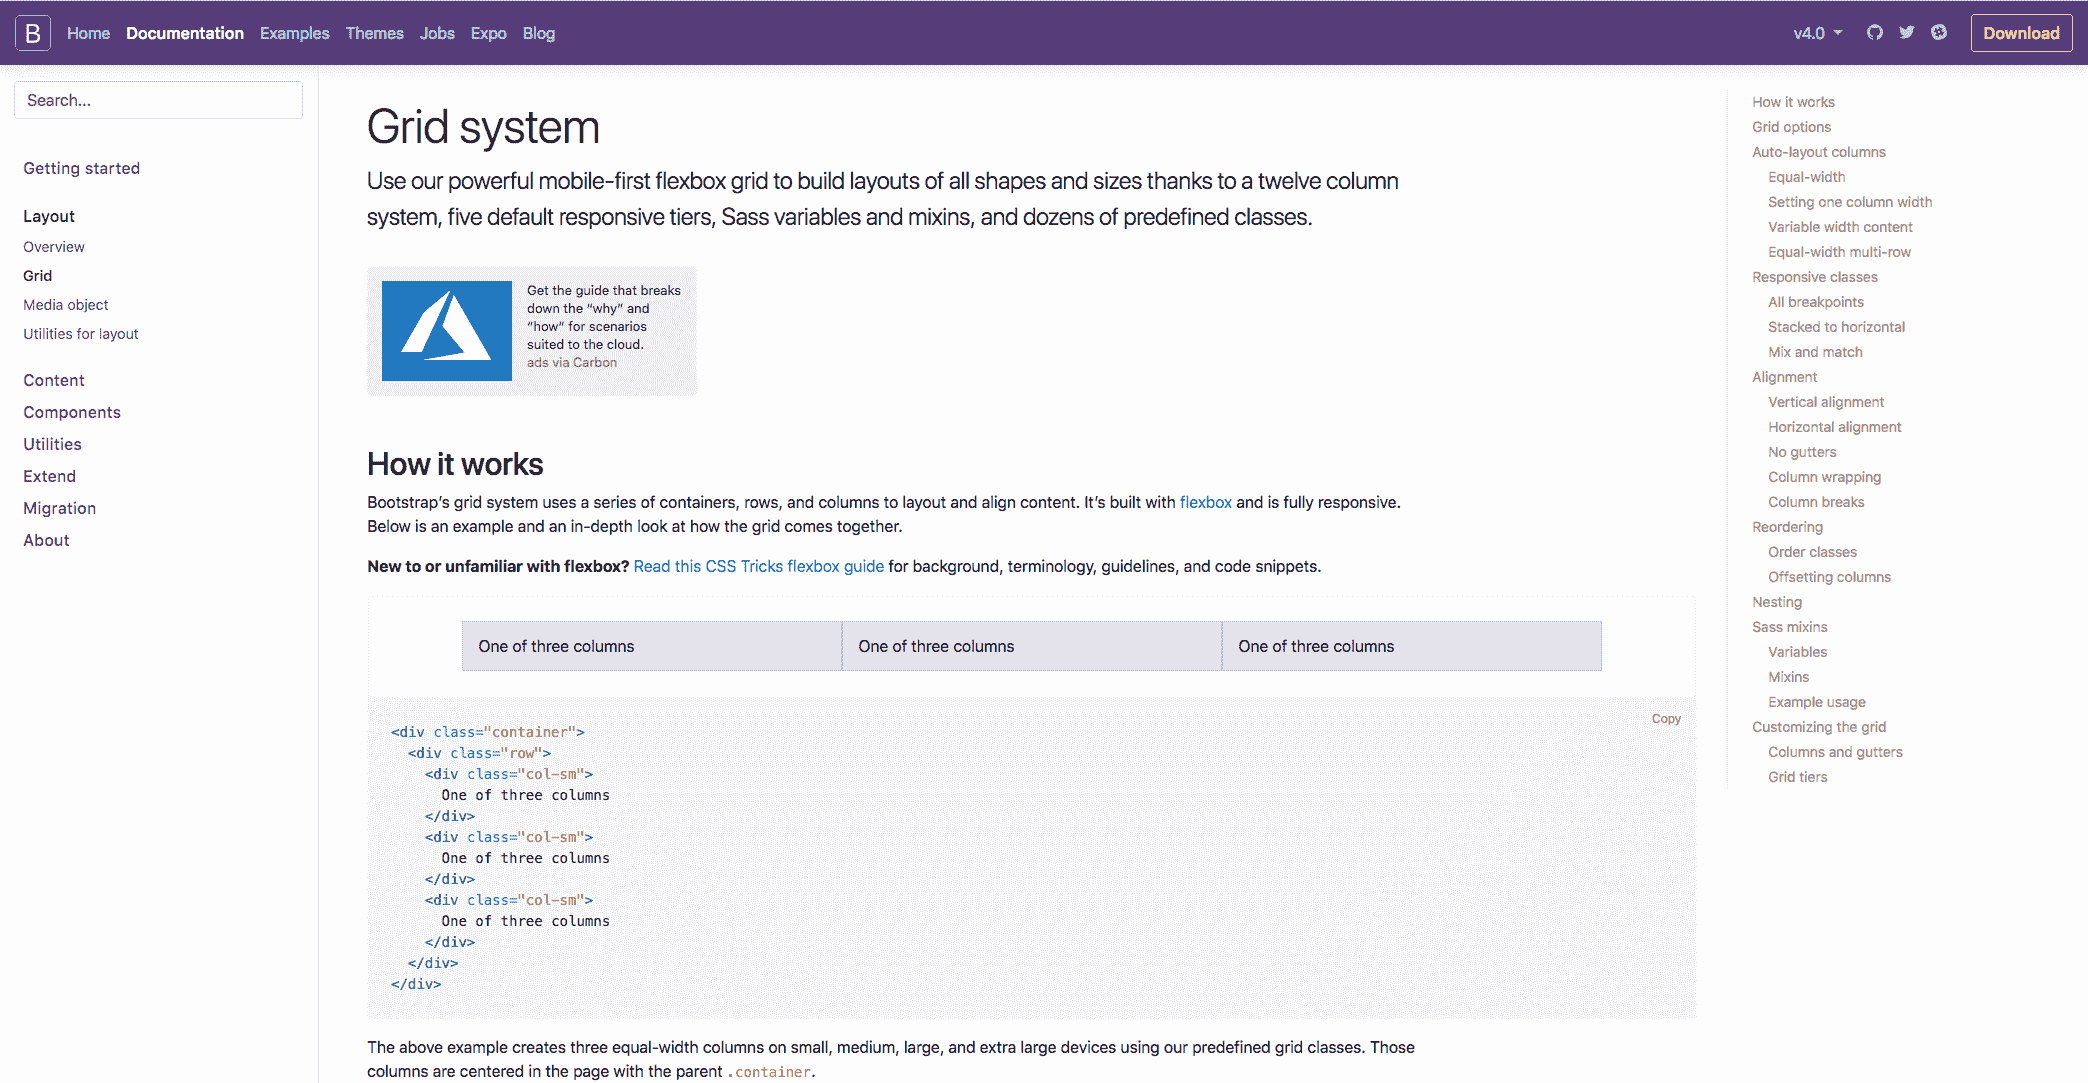 B Home Documentation Examples Themes Jobs Expo Blog v4.0 Download
Search...
Getting started
Layout
Overview
Grid
Media object
Utilities for layout
Content
Components
Utilities
Extend
Migration
About
Grid system
Use our powerful mobile-first flexbox grid to build layouts of all shapes and sizes thanks to a twelve column
system, five default responsive tiers, Sass variables and mixins, and dozens of predefined classes.
Get the guide that breaks
down the “why” and
“how” for scenarios
suited to the cloud.
ads via Carbon
How it works
Bootstrap’s grid system uses a series of containers, rows, and columns to layout and align content. It’s built with flexbox and is fully responsive.
Below is an example and an in-depth look at how the grid comes together.
New to or unfamiliar with flexbox? Read this CSS Tricks flexbox guide for background, terminology, guidelines, and code snippets.
One of three columns One of three columns One of three columns
Copy
<div class="container">
  <div class="row">
    <div class="col-sm">
      One of three columns
    </div>
    <div class="col-sm">
      One of three columns
    </div>
    <div class="col-sm">
      One of three columns
    </div>
  </div>
</div>
The above example creates three equal-width columns on small, medium, large, and extra large devices using our predefined grid classes. Those
columns are centered in the page with the parent .container.
How it works
Grid options
Auto-layout columns
Equal-width
Setting one column width
Variable width content
Equal-width multi-row
Responsive classes
All breakpoints
Stacked to horizontal
Mix and match
Alignment
Vertical alignment
Horizontal alignment
No gutters
Column wrapping
Column breaks
Reordering
Order classes
Offsetting columns
Nesting
Sass mixins
Variables
Mixins
Example usage
Customizing the grid
Columns and gutters
Grid tiers